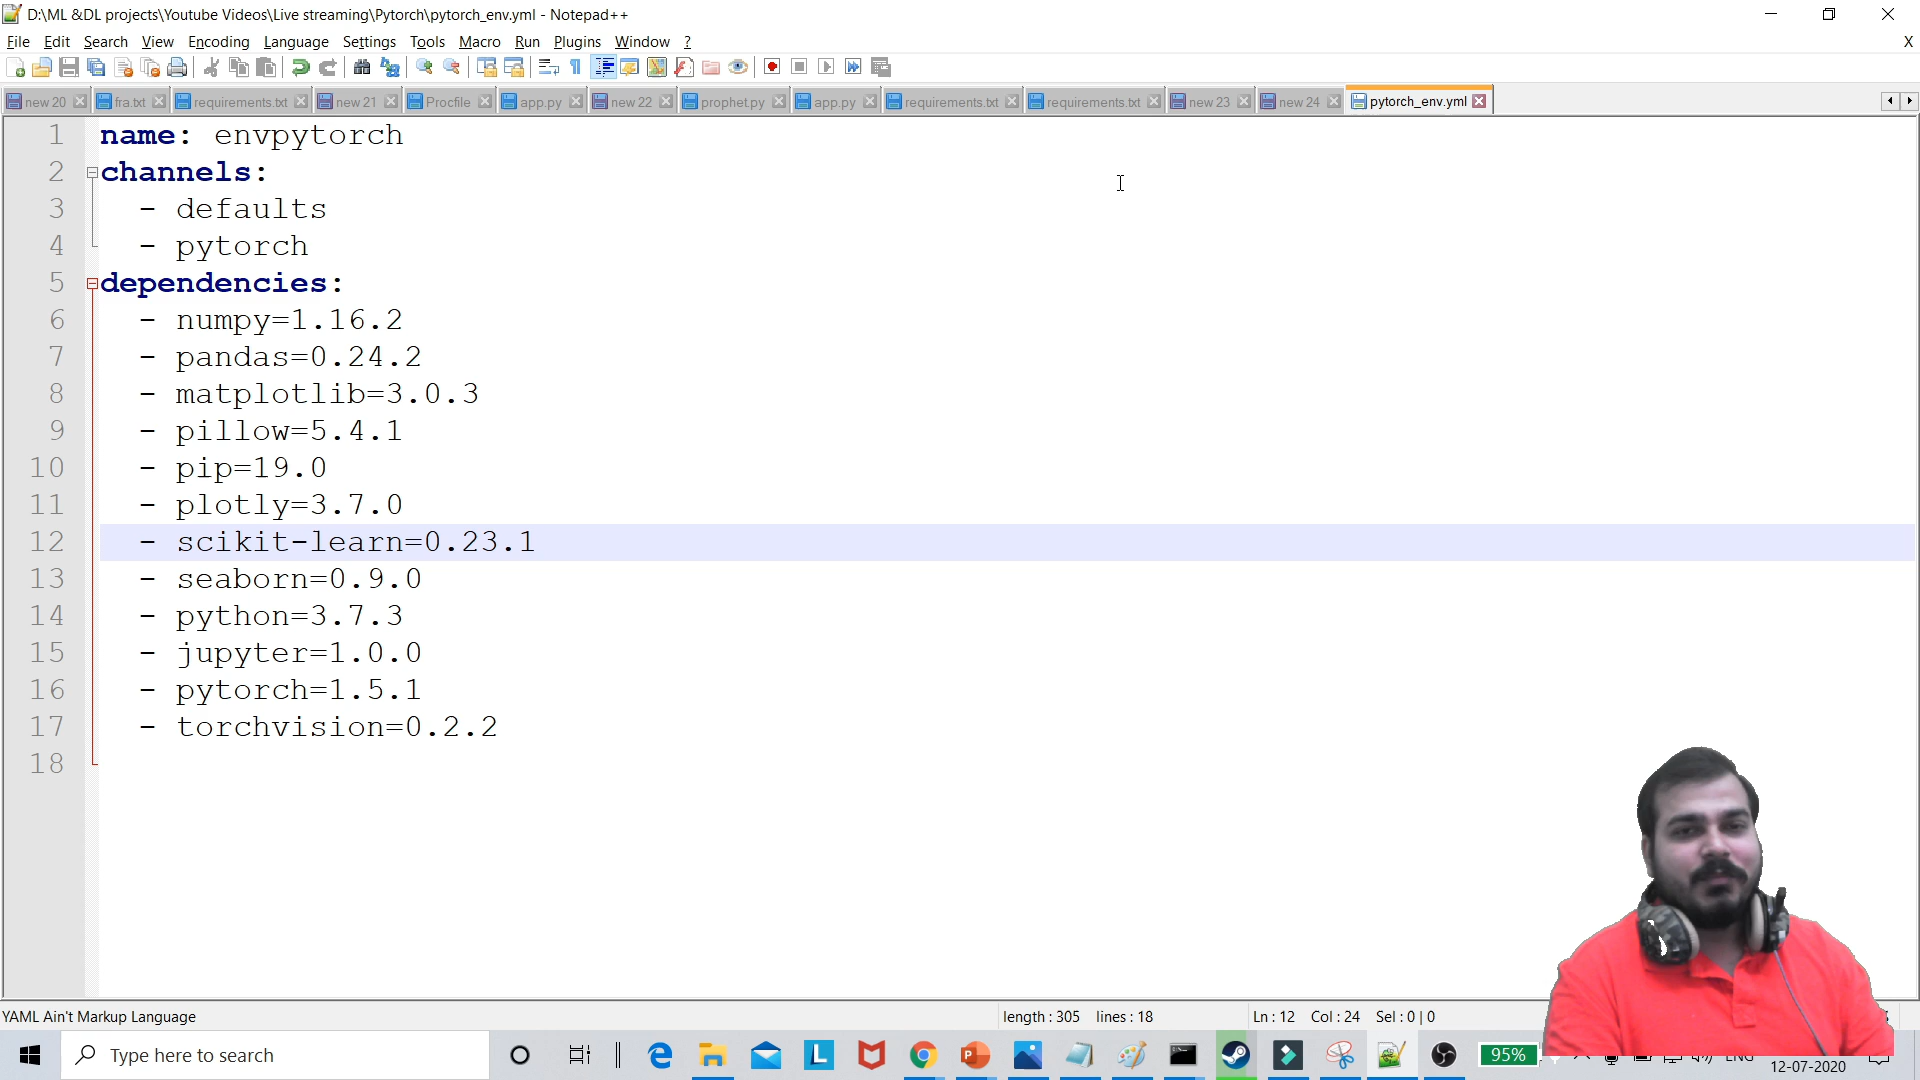 D:\ML &DL projects\Youtube Videos\Live streaming\Pytorch\pytorch_env.yml - Notepad++
File Edit Search View Encoding Language Settings Tools Macro Run Plugins Window ? X
new 20 fra.txt requirements.txt new 21 Procfile app.py new 22 prophet.py app.py requirements.txt requirements.txt new 23 new 24 pytorch_env.yml
1 name: envpytorch
2 channels:
3 - defaults
4 - pytorch
5 dependencies:
6 - numpy=1.16.2
7 - pandas=0.24.2
8 - matplotlib=3.0.3
9 - pillow=5.4.1
10 - pip=19.0
11 - plotly=3.7.0
12 - scikit-learn=0.23.1
13 - seaborn=0.9.0
14 - python=3.7.3
15 - jupyter=1.0.0
16 - pytorch=1.5.1
17 - torchvision=0.2.2
18
YAML Ain't Markup Language length : 305 lines : 18 Ln : 12 Col : 24 Sel : 0 | 0
Type here to search L 95% ENG
12-07-2020